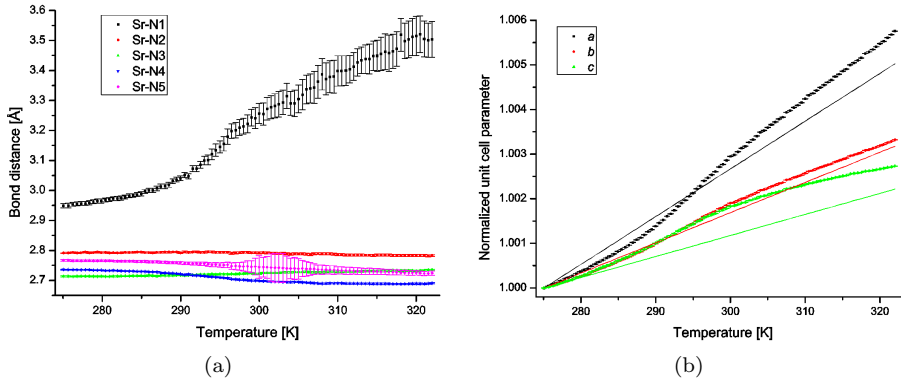 3.6
3.5
3.4
3.3
3.2
3.1
3.0
2.9
2.8
2.7
Bond distance [Å]
Sr-N1
Sr-N2
Sr-N3
Sr-N4
Sr-N5
280
290
300
310
320
Temperature [K]
(a)
1.006
1.005
1.003
1.002
1.001
1.000
Normalized unit cell parameter
a
b
c
280
290
300
310
320
Temperature [K]
(b)